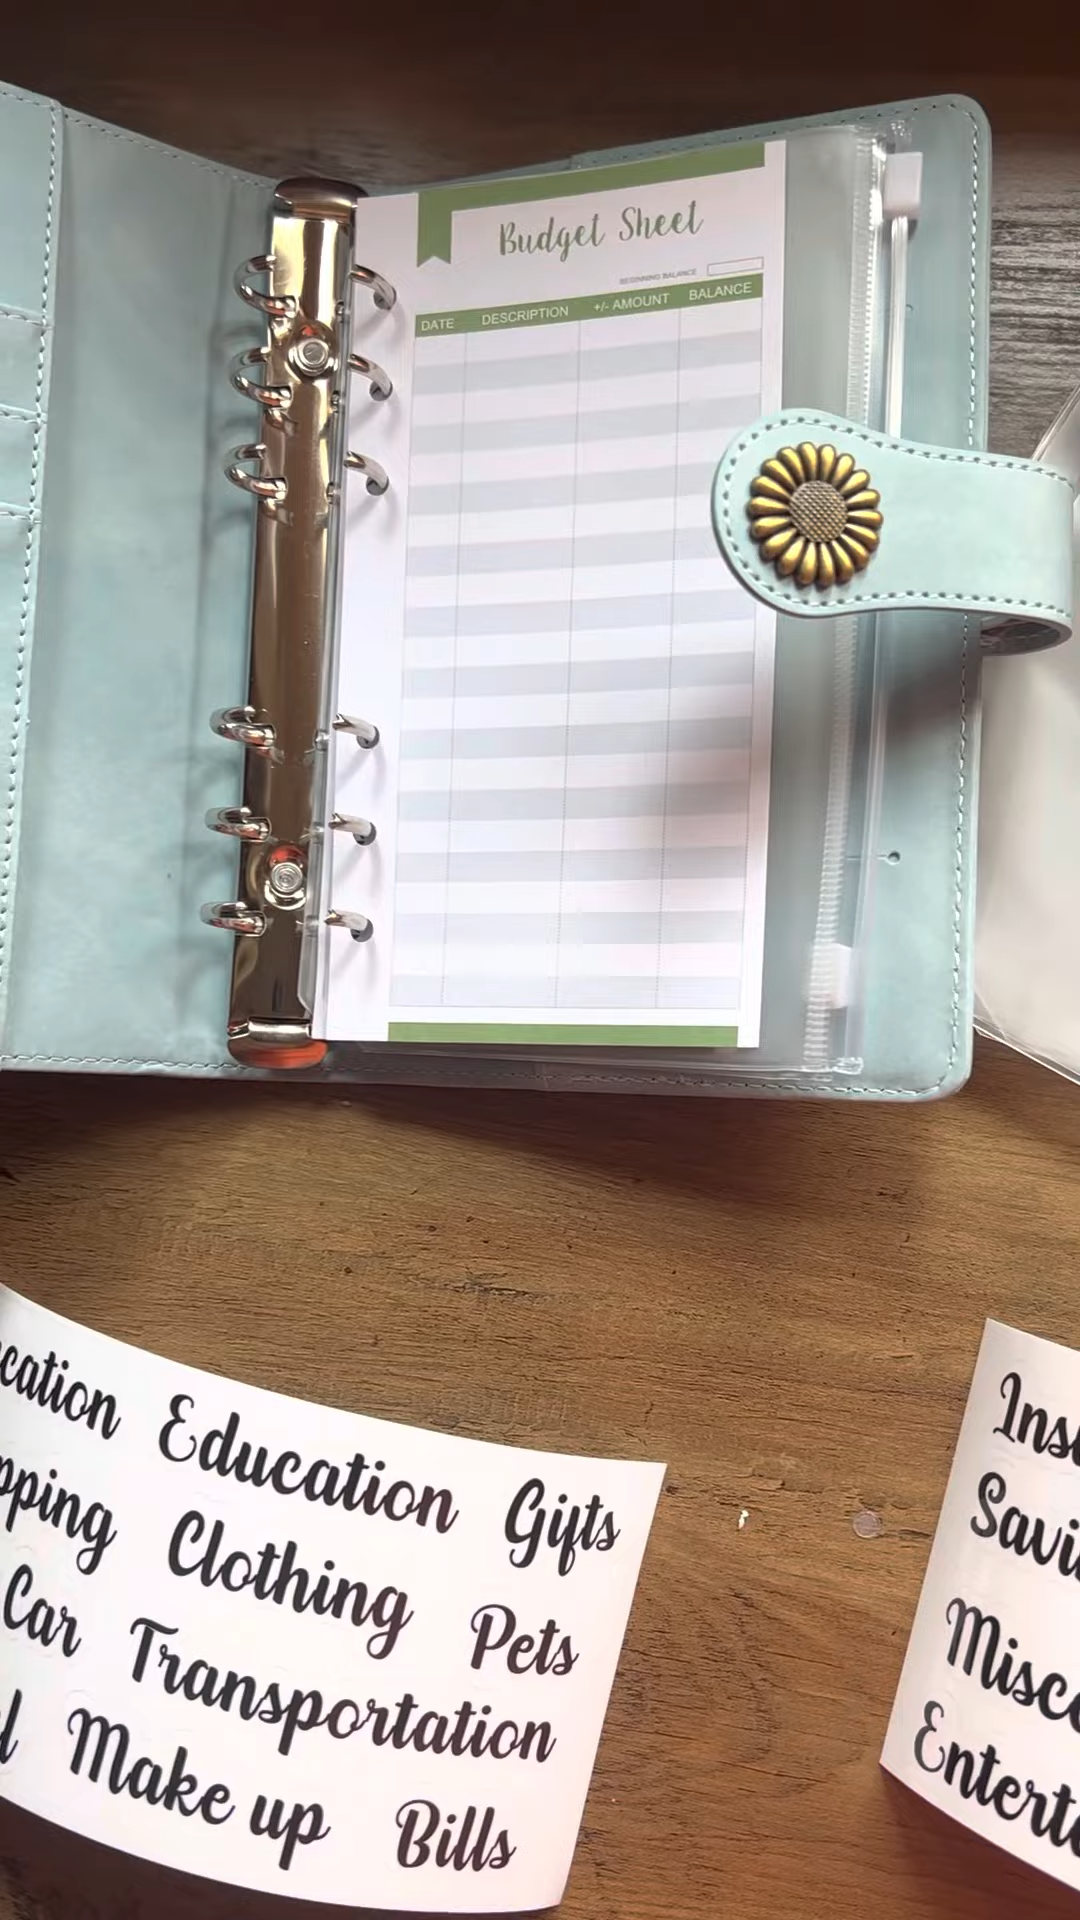 Budget Sheet
BEGINNING BALANCE
DATE DESCRIPTION +/- AMOUNT BALANCE
Education Gifts
Clothing Pets
Car Transportation
Make up Bills